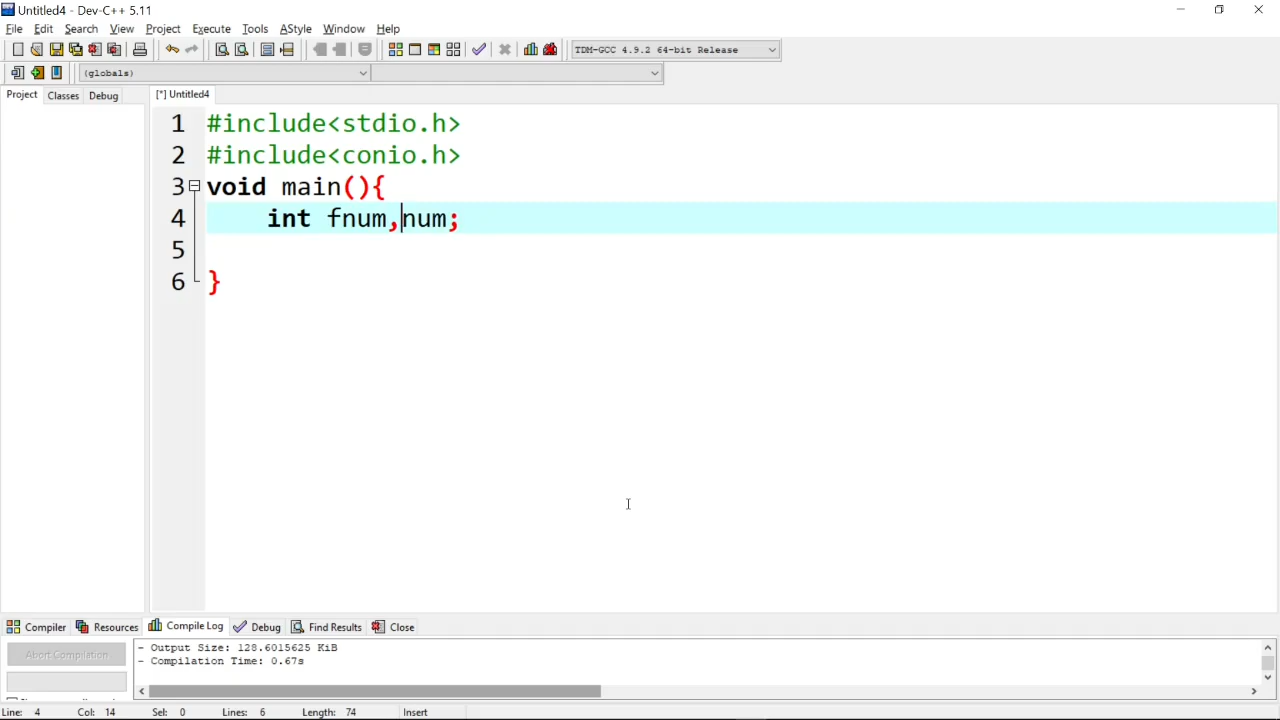 Untitled4 - Dev-C++ 5.11
File Edit Search View Project Execute Tools AStyle Window Help
TDM-GCC 4.9.2 64-bit Release
(globals)
Project Classes Debug [*] Untitled4
1 #include<stdio.h>
2 #include<conio.h>
3 void main(){
4 int fnum,num;
5
6 }
Compiler Resources Compile Log Debug Find Results Close
Abort Compilation
- Output Size: 128.6015625 KiB
- Compilation Time: 0.67s
Line: 4 Col: 14 Sel: 0 Lines: 6 Length: 74 Insert